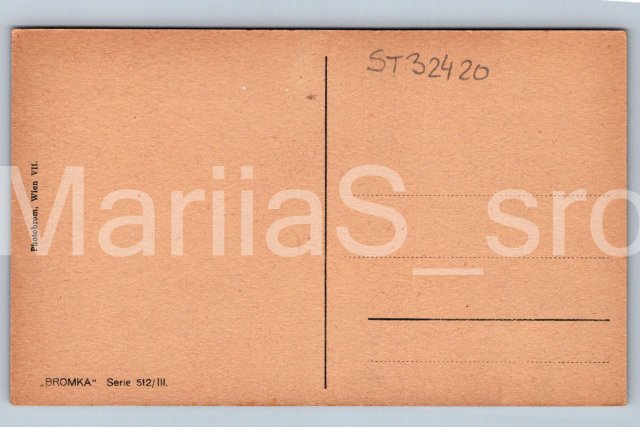 ST32420
Photobrom, Wien VII.
MariiaS_sro
„BROMKA“ Serie 512/III.